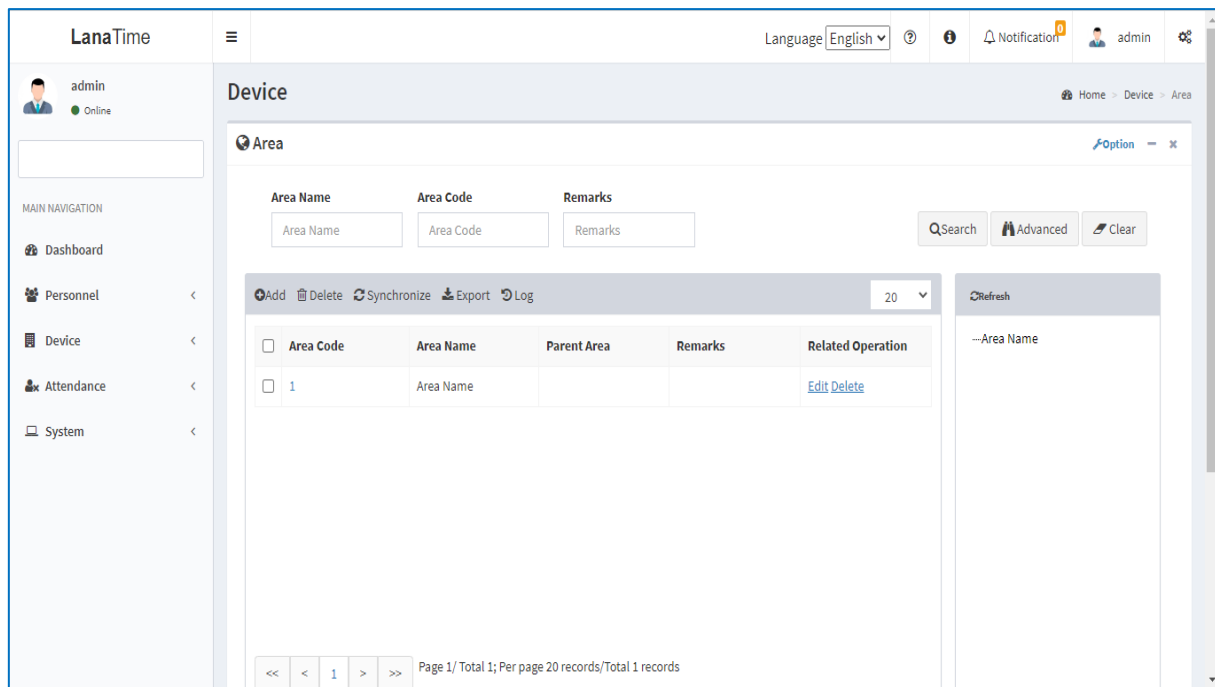 LanaTime
Language English
Notification 0
admin
admin
Online
MAIN NAVIGATION
Dashboard
Personnel
Device
Attendance
System
Device
Home > Device > Area
Area
Option
Area Name Area Code Remarks
Area Name Area Code Remarks
Search Advanced Clear
Add Delete Synchronize Export Log 20
Area Code Area Name Parent Area Remarks Related Operation
1 Area Name Edit Delete
<< < 1 > >> Page 1/ Total 1; Per page 20 records/Total 1 records
Refresh
Area Name